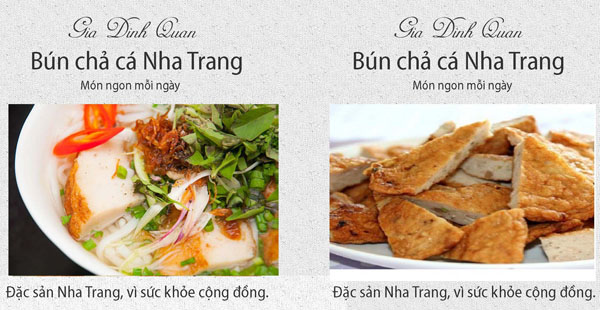 Gia Dinh Quan
Bún chả cá Nha Trang
Món ngon mỗi ngày
Đặc sản Nha Trang, vì sức khỏe cộng đồng.
Gia Dinh Quan
Bún chả cá Nha Trang
Món ngon mỗi ngày
Đặc sản Nha Trang, vì sức khỏe cộng đồng.